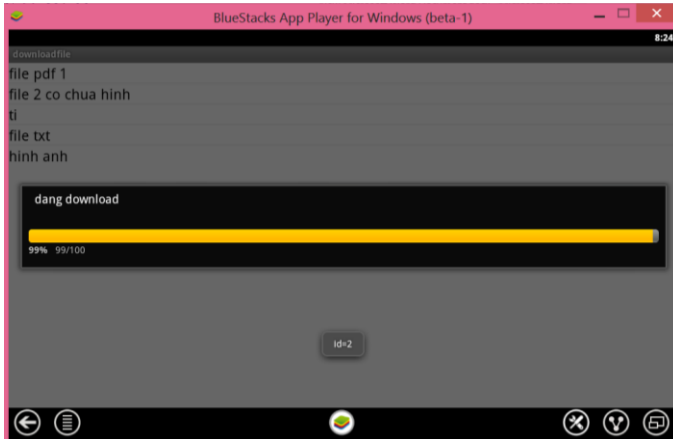 BlueStacks App Player for Windows (beta-1)
8:24
downloadfile
file pdf 1
file 2 co chua hinh
ti
file txt
hinh anh
dang download
99% 99/100
id=2